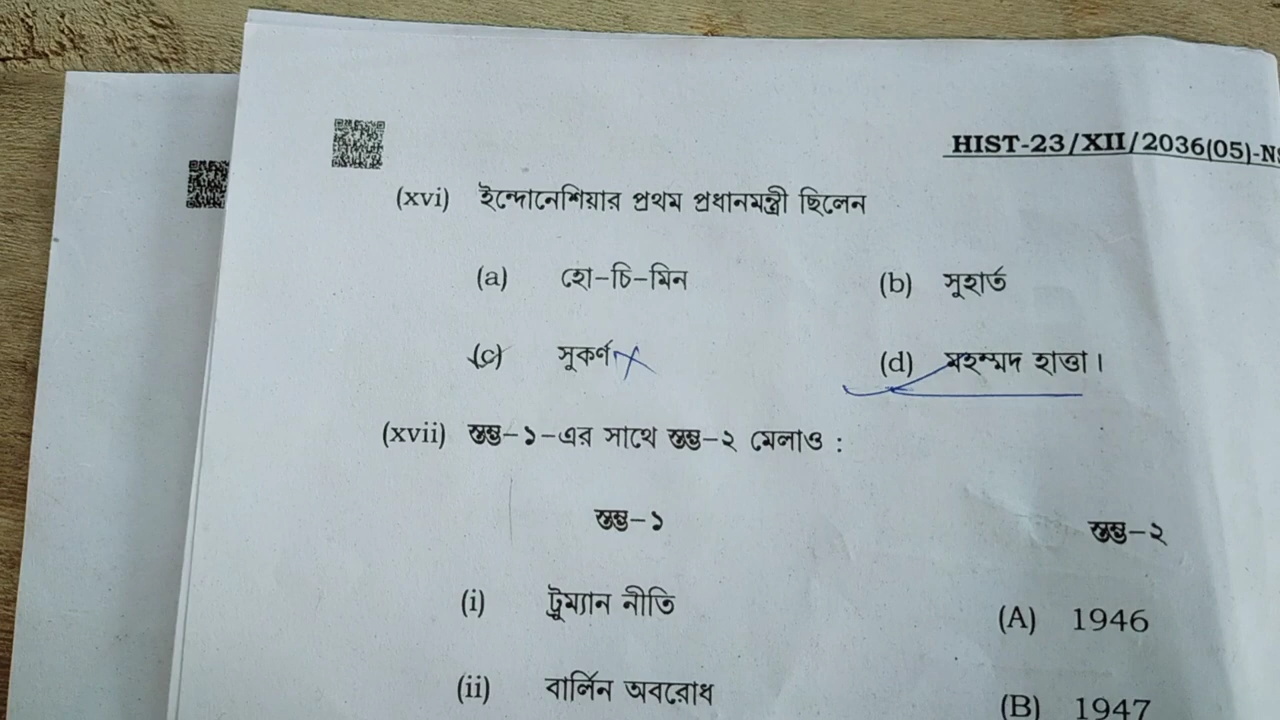 HIST-23/XII/2036(05)-NS
(xvi) ইন্দোনেশিয়ার প্রথম প্রধানমন্ত্রী ছিলেন
(a) হো-চি-মিন (b) সুহার্ত
(c) সুকর্ণ (d) মহম্মদ হাত্তা।
(xvii) স্তম্ভ-১-এর সাথে স্তম্ভ-২ মেলাও :
স্তম্ভ-১ স্তম্ভ-২
(i) ট্রুম্যান নীতি (A) 1946
(ii) বার্লিন অবরোধ (B) 1947